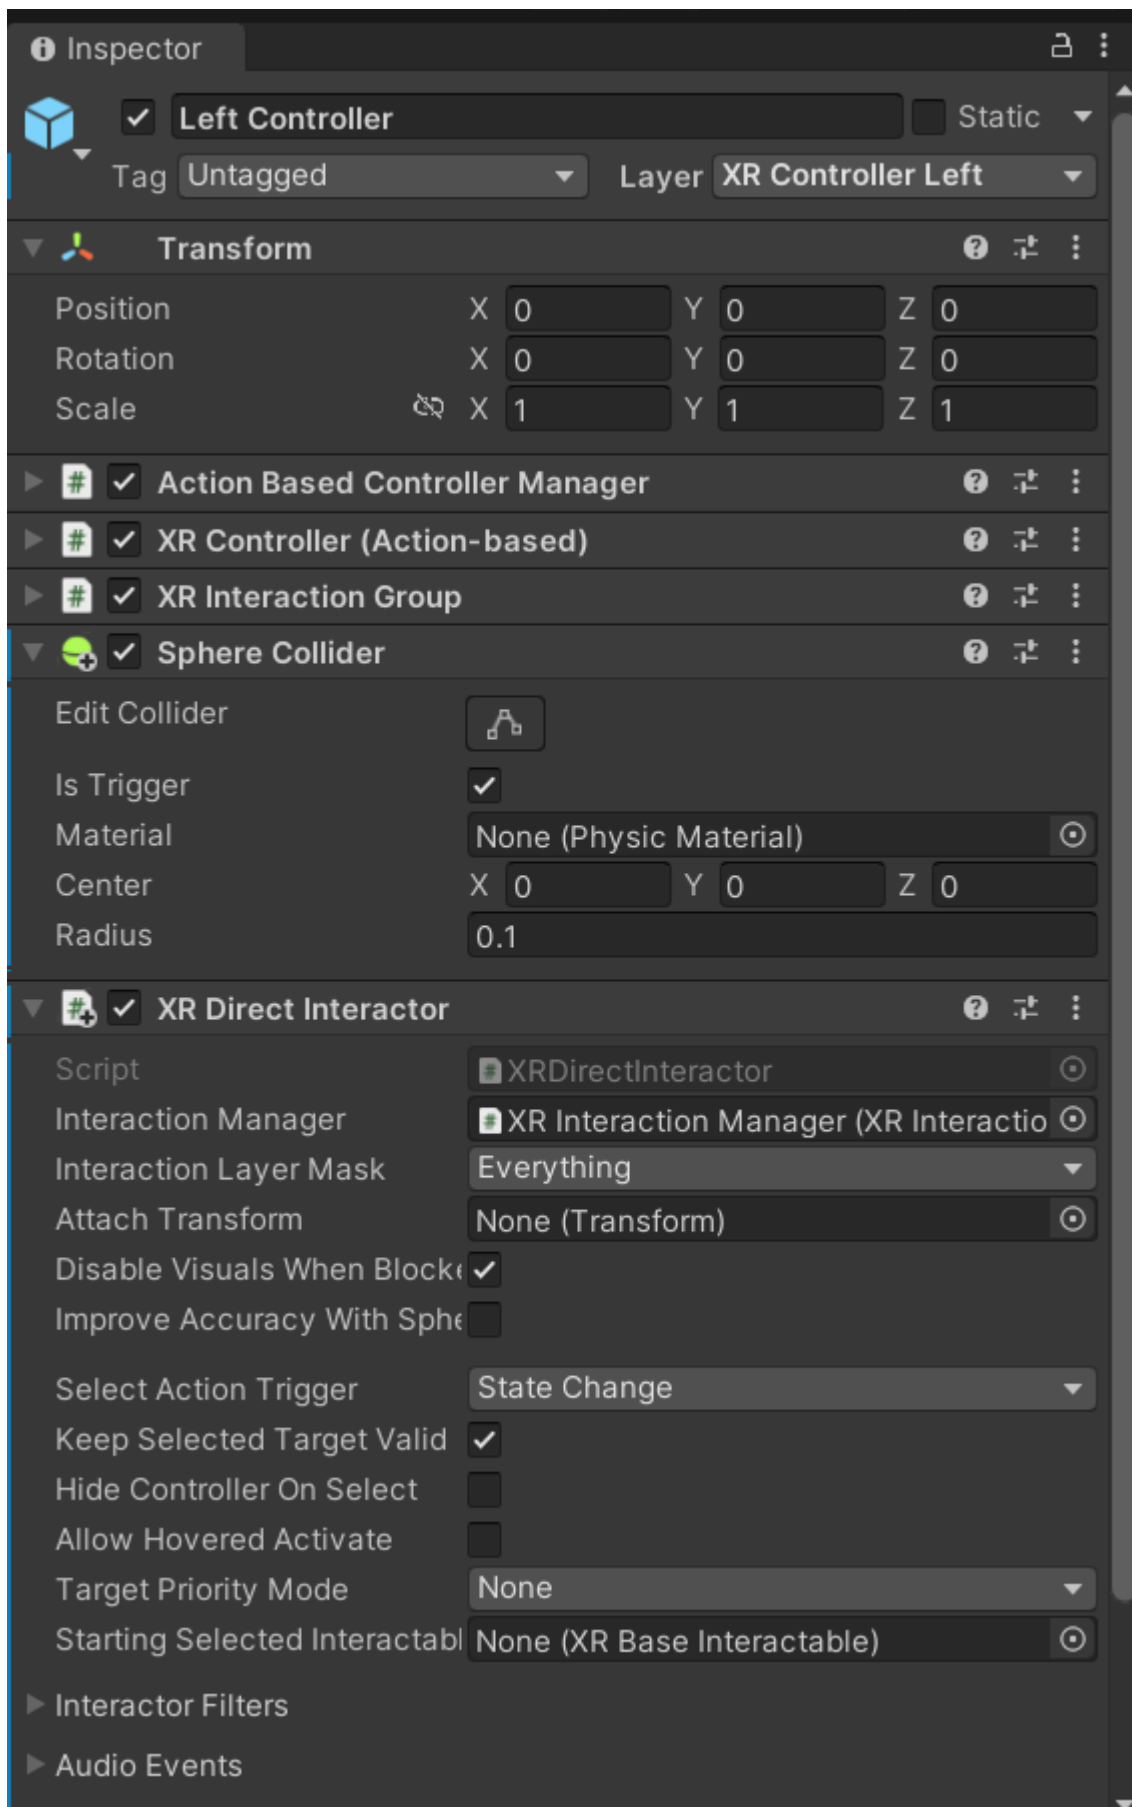 Inspector
Left Controller Static
Tag Untagged Layer XR Controller Left
Transform
Position X 0 Y 0 Z 0
Rotation X 0 Y 0 Z 0
Scale X 1 Y 1 Z 1
Action Based Controller Manager
XR Controller (Action-based)
XR Interaction Group
Sphere Collider
Edit Collider
Is Trigger
Material None (Physic Material)
Center X 0 Y 0 Z 0
Radius 0.1
XR Direct Interactor
Script XRDirectInteractor
Interaction Manager XR Interaction Manager (XR Interactio
Interaction Layer Mask Everything
Attach Transform None (Transform)
Disable Visuals When Blocke
Improve Accuracy With Sphe
Select Action Trigger State Change
Keep Selected Target Valid
Hide Controller On Select
Allow Hovered Activate
Target Priority Mode None
Starting Selected Interactabl None (XR Base Interactable)
Interactor Filters
Audio Events